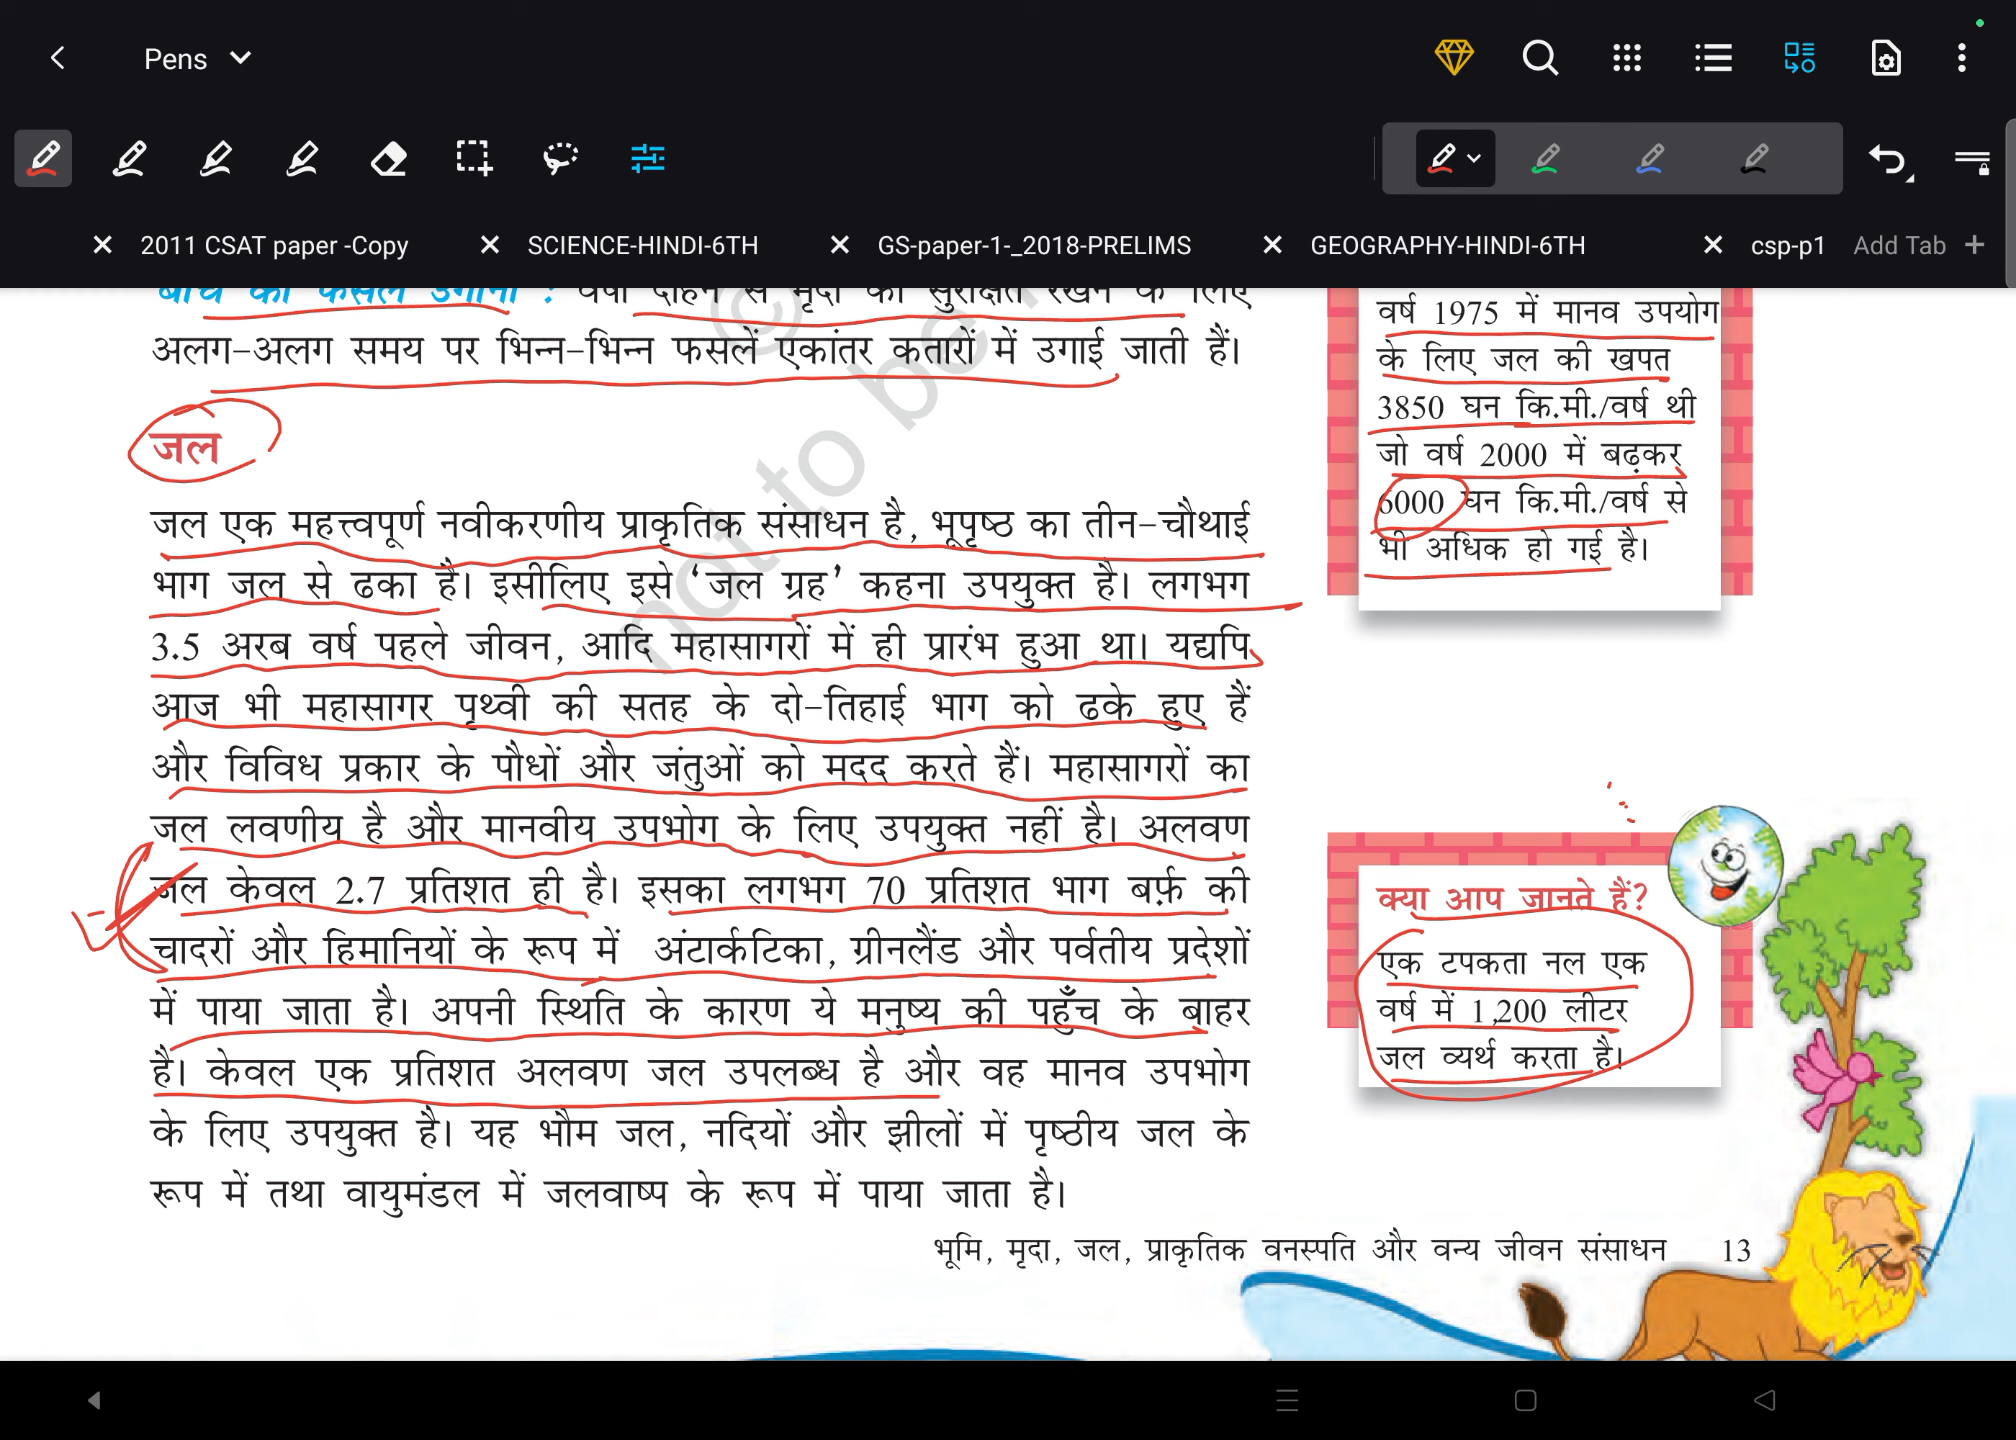 Pens
2011 CSAT paper -Copy
SCIENCE-HINDI-6TH
GS-paper-1-_2018-PRELIMS
GEOGRAPHY-HINDI-6TH
csp-p1
Add Tab +
वर्षा दोहन से मृदा को सुरक्षित रखने के लिए
अलग-अलग समय पर भिन्न-भिन्न फसलें एकांतर कतारों में उगाई जाती हैं।
जल
जल एक महत्त्वपूर्ण नवीकरणीय प्राकृतिक संसाधन है, भूपृष्ठ का तीन-चौथाई
भाग जल से ढका है। इसीलिए इसे ‘जल ग्रह’ कहना उपयुक्त है। लगभग
3.5 अरब वर्ष पहले जीवन, आदि महासागरों में ही प्रारंभ हुआ था। यद्यपि
आज भी महासागर पृथ्वी की सतह के दो-तिहाई भाग को ढके हुए हैं
और विविध प्रकार के पौधों और जंतुओं को मदद करते हैं। महासागरों का
जल लवणीय है और मानवीय उपभोग के लिए उपयुक्त नहीं है। अलवण
जल केवल 2.7 प्रतिशत ही है। इसका लगभग 70 प्रतिशत भाग बर्फ़ की
चादरों और हिमानियों के रूप में अंटार्कटिका, ग्रीनलैंड और पर्वतीय प्रदेशों
में पाया जाता है। अपनी स्थिति के कारण ये मनुष्य की पहुँच के बाहर
है। केवल एक प्रतिशत अलवण जल उपलब्ध है और वह मानव उपभोग
के लिए उपयुक्त है। यह भौम जल, नदियों और झीलों में पृष्ठीय जल के
रूप में तथा वायुमंडल में जलवाष्प के रूप में पाया जाता है।
वर्ष 1975 में मानव उपयोग
के लिए जल की खपत
3850 घन कि.मी./वर्ष थी
जो वर्ष 2000 में बढ़कर
6000 घन कि.मी./वर्ष से
भी अधिक हो गई है।
क्या आप जानते हैं?
एक टपकता नल एक
वर्ष में 1,200 लीटर
जल व्यर्थ करता है।
भूमि, मृदा, जल, प्राकृतिक वनस्पति और वन्य जीवन संसाधन 13
© not to be